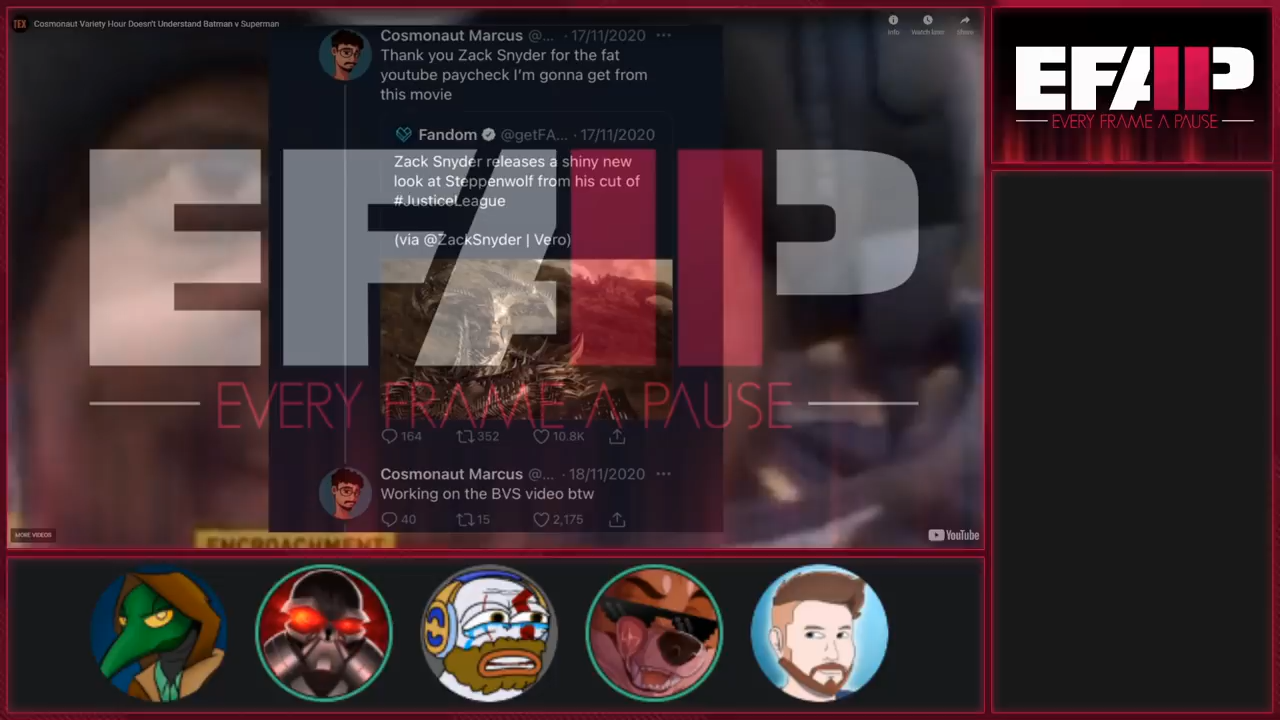 TEX
Cosmonaut Variety Hour Doesn't Understand Batman v Superman
Info
Watch later
Share
Cosmonaut Marcus @... · 17/11/2020 ···
Thank you Zack Snyder for the fat
youtube paycheck I'm gonna get from
this movie
Fandom @getFA... · 17/11/2020
Zack Snyder releases a shiny new
look at Steppenwolf from his cut of
#JusticeLeague
(via @ZackSnyder | Vero)
164 352 10.8K
Cosmonaut Marcus @... · 18/11/2020 ···
Working on the BVS video btw
40 15 2,175
EFAP
EVERY FRAME A PAUSE
ENCROACHMENT
MORE VIDEOS
YouTube
EFAP
EVERY FRAME A PAUSE